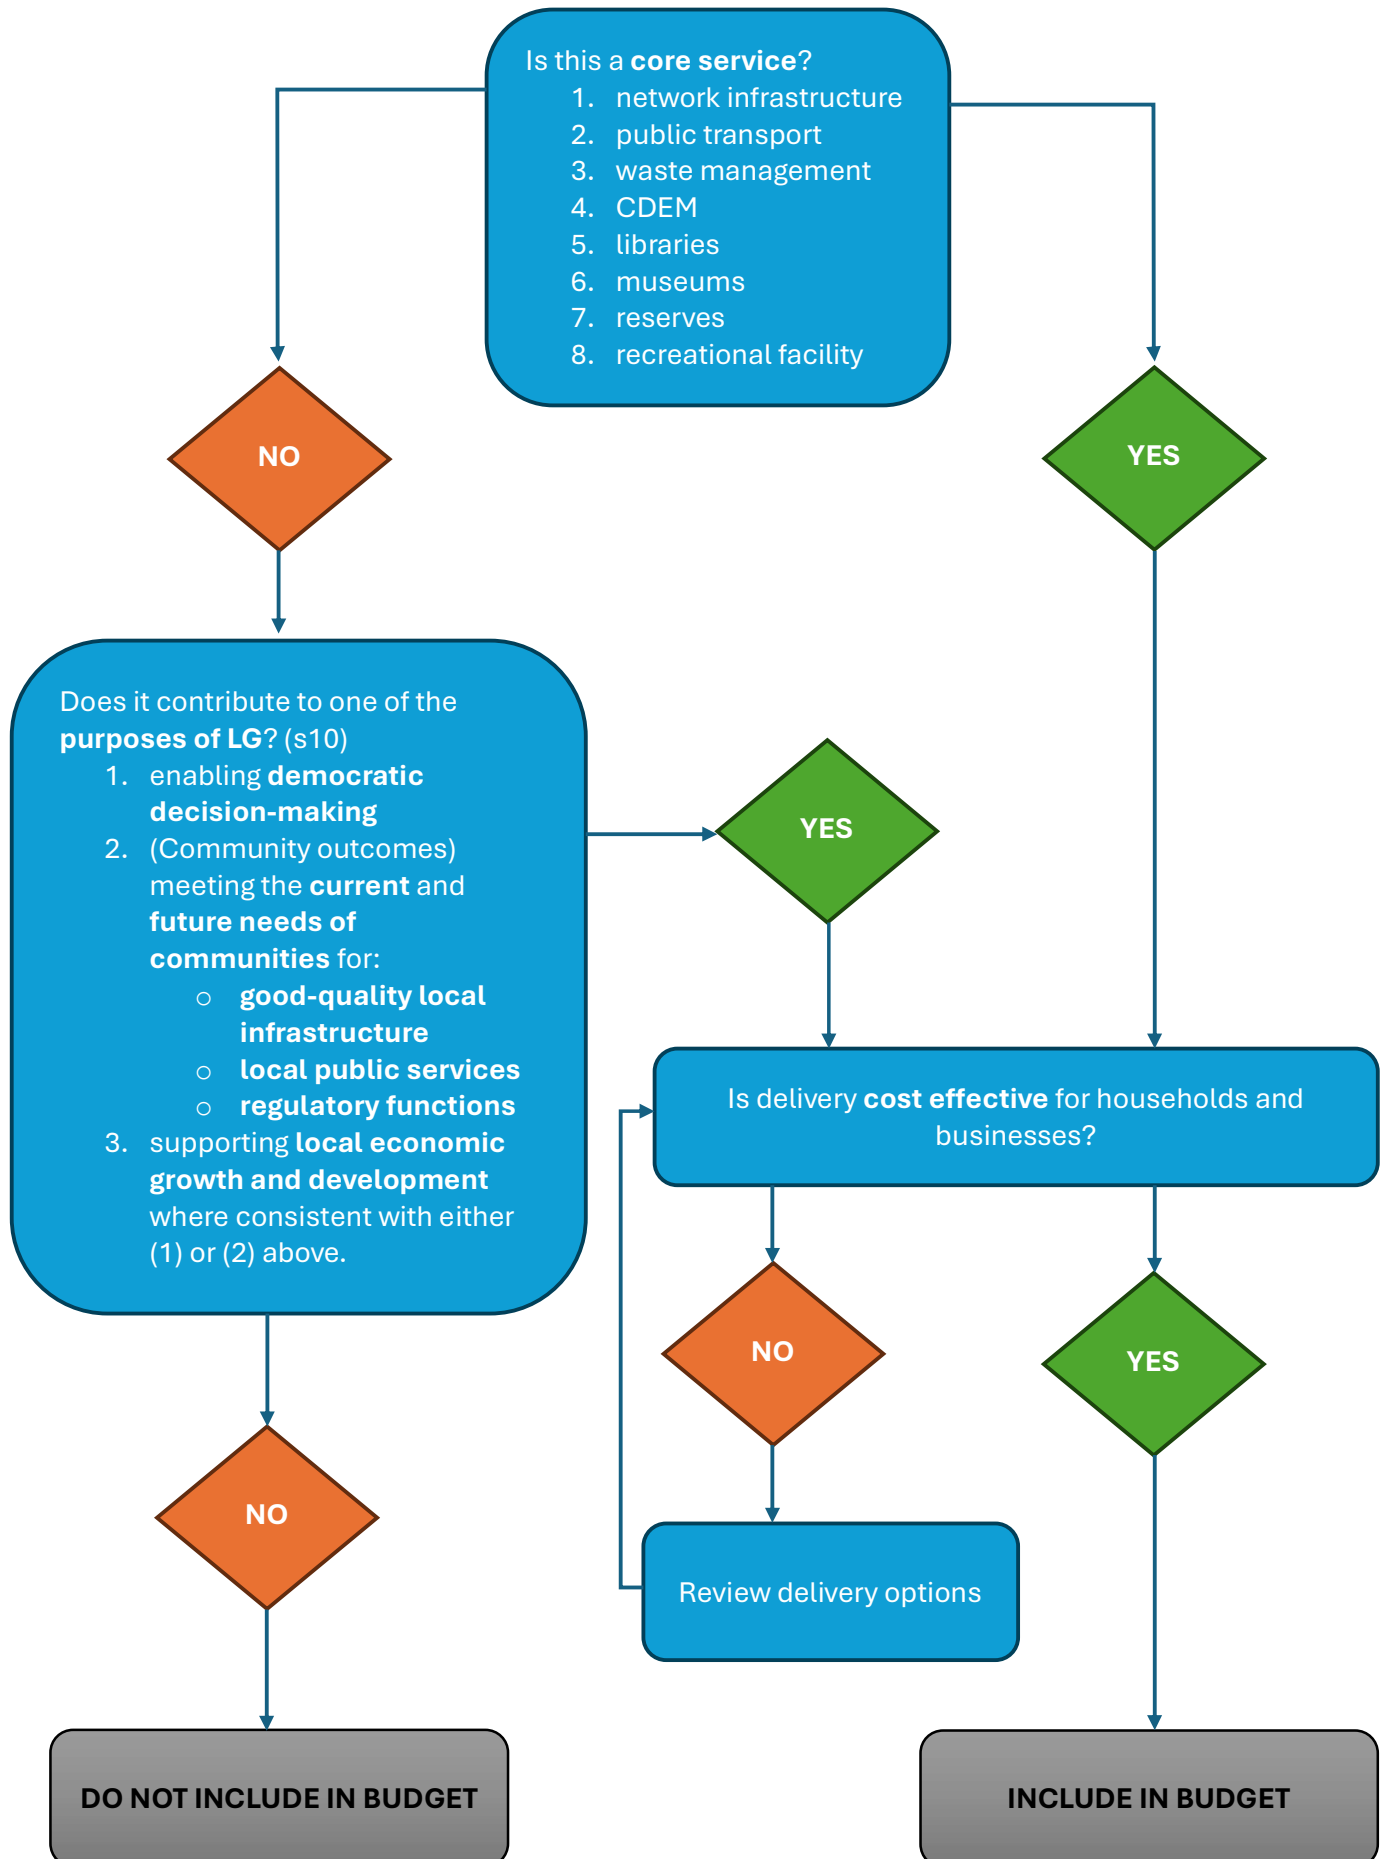 Is this a core service?
1. network infrastructure
2. public transport
3. waste management
4. CDEM
5. libraries
6. museums
7. reserves
8. recreational facility
NO
YES
Does it contribute to one of the
purposes of LG? (s10)
1. enabling democratic
decision-making
2. (Community outcomes)
meeting the current and
future needs of
communities for:
○ good-quality local
infrastructure
○ local public services
○ regulatory functions
3. supporting local economic
growth and development
where consistent with either
(1) or (2) above.
YES
Is delivery cost effective for households and
businesses?
NO
YES
NO
Review delivery options
DO NOT INCLUDE IN BUDGET
INCLUDE IN BUDGET